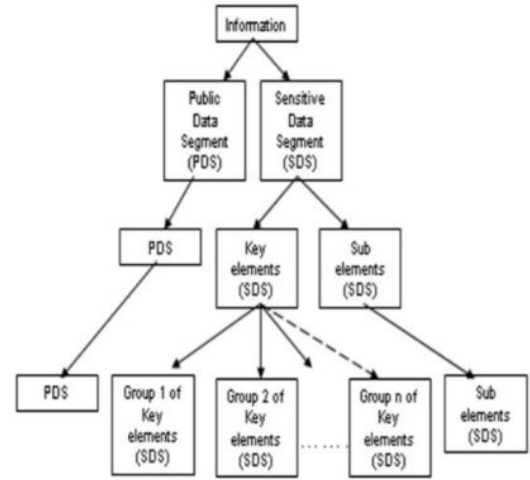 Information
Public
Data
Segment
(PDS)
Sensitive
Data
Segment
(SDS)
PDS
Key
elements
(SDS)
Sub
elements
(SDS)
PDS
Group 1 of
Key
elements
(SDS)
Group 2 of
Key
elements
(SDS)
.......
Group n of
Key
elements
(SDS)
Sub
elements
(SDS)